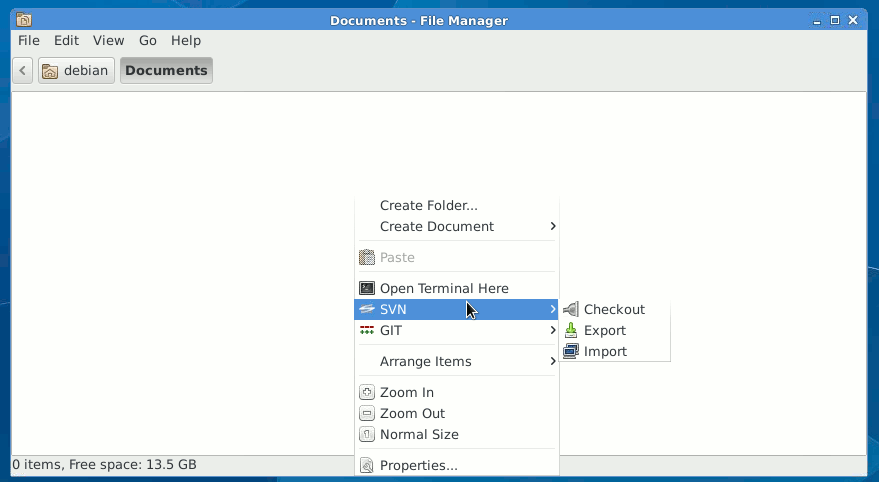 Documents - File Manager
File Edit View Go Help
debian Documents
Create Folder...
Create Document
Paste
Open Terminal Here
SVN
GIT
Arrange Items
Zoom In
Zoom Out
Normal Size
Properties...
Checkout
Export
Import
0 items, Free space: 13.5 GB